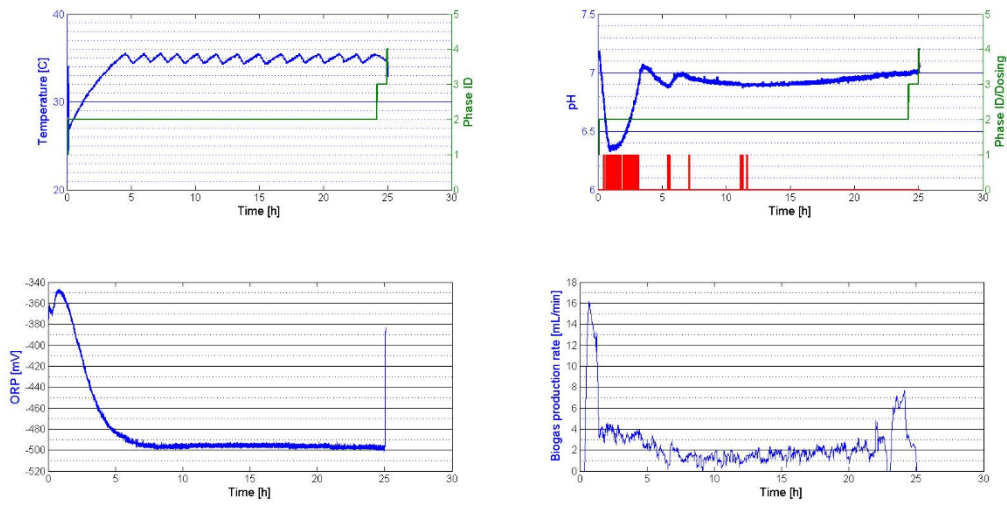 40
30
20
Temperature [C]
5
4
3
2
1
0
Phase ID
0 5 10 15 20 25 30
Time [h]
7.5
7
6.5
6
pH
5
4
3
2
1
0
Phase ID/Dosing
0 5 10 15 20 25 30
Time [h]
-340
-360
-380
-400
-420
-440
-460
-480
-500
-520
ORP [mV]
0 5 10 15 20 25 30
Time [h]
18
16
14
12
10
8
6
4
2
0
Biogas production rate [mL/min]
0 5 10 15 20 25 30
Time [h]